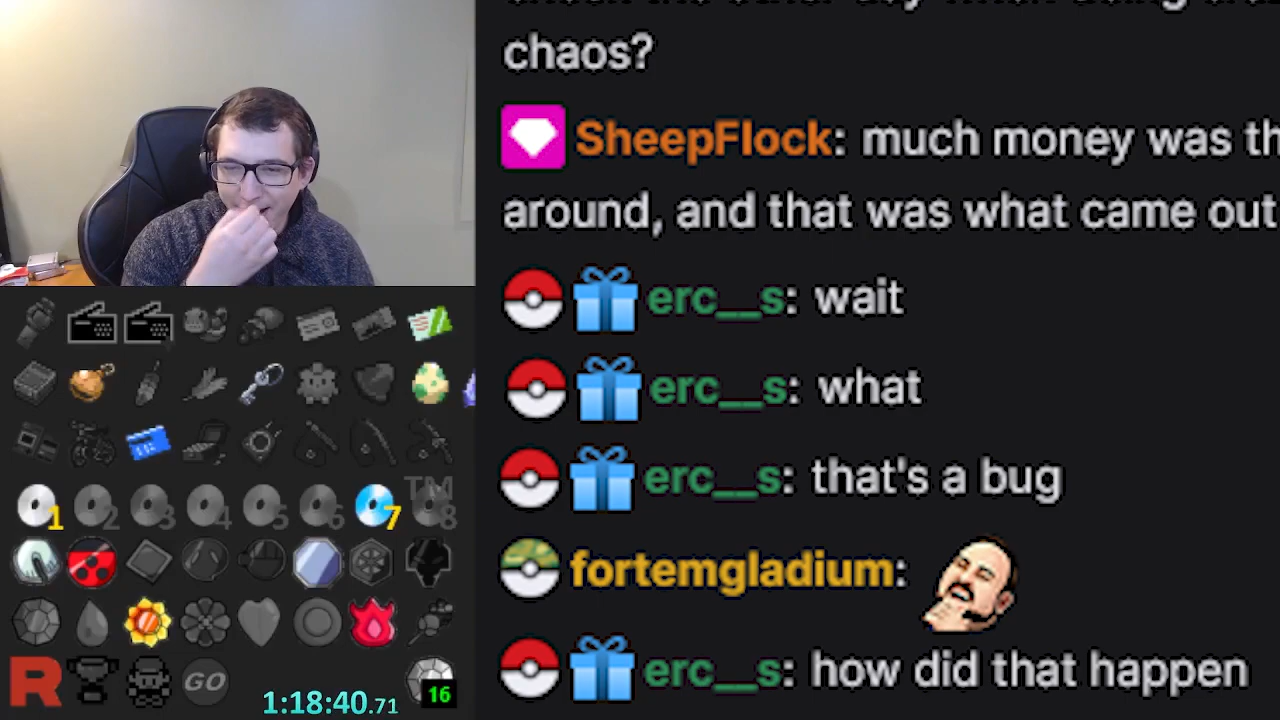 chaos?
SheepFlock: much money was th
around, and that was what came out
erc__s: wait
erc__s: what
erc__s: that's a bug
fortemgladium:
erc__s: how did that happen
1 2 3 4 5 6 7 TM 8
R GO 1:18:40.71 16